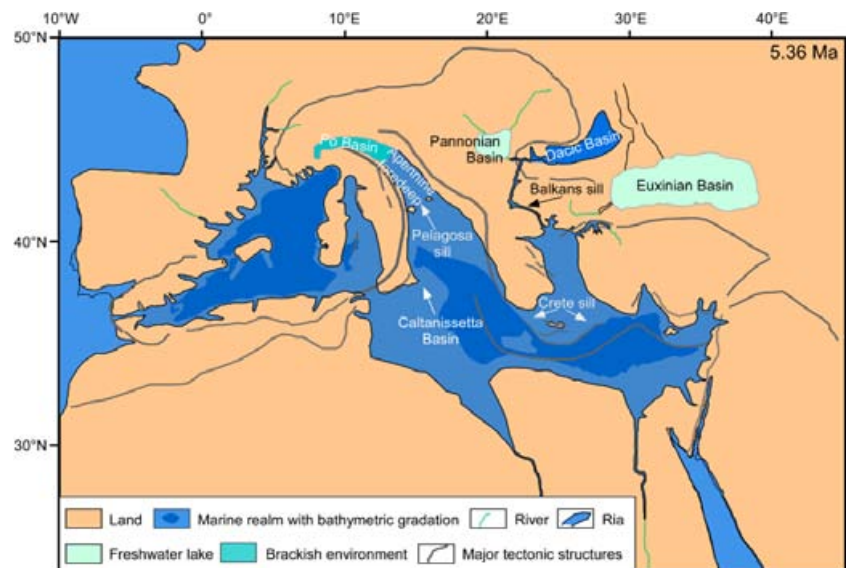 10°W 0° 10°E 20°E 30°E 40°E
50°N
5.36 Ma
Po Basin
Pannonian
Basin
Dacic Basin
Apennine
foredeep
Balkans sill
Euxinian Basin
40°N
Pelagosa
sill
Crete sill
Caltanissetta
Basin
30°N
Land
Marine realm with bathymetric gradation
River
Ria
Freshwater lake
Brackish environment
Major tectonic structures